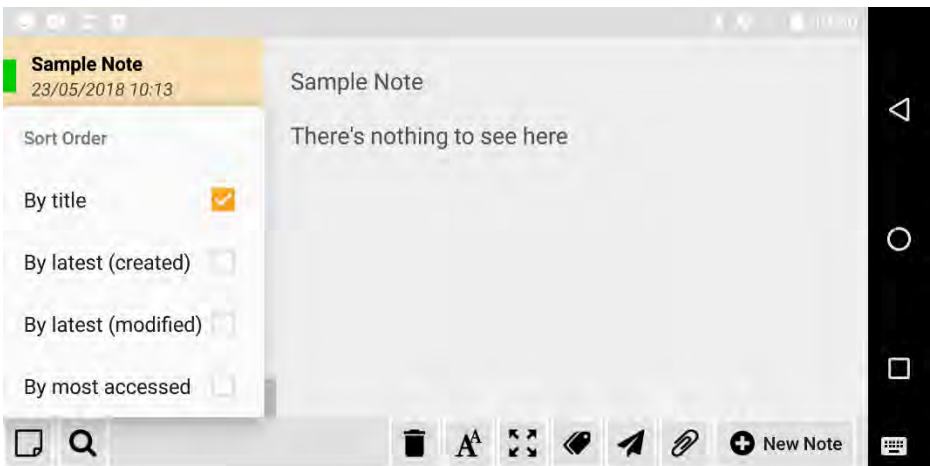 Sample Note
23/05/2018 10:13
Sort Order
By title
By latest (created)
By latest (modified)
By most accessed
Sample Note
There's nothing to see here
New Note